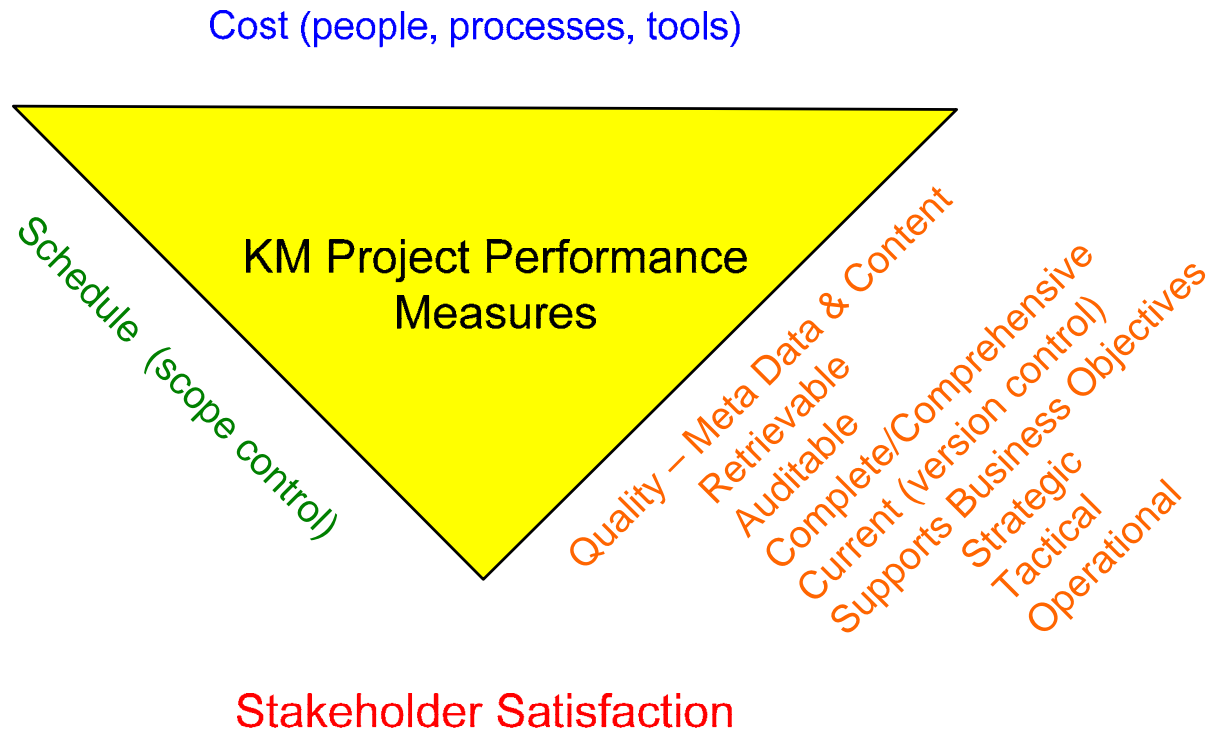 Cost (people, processes, tools)
KM Project Performance
Measures
Schedule (scope control)
Quality – Meta Data & Content
Retrievable
Auditable
Complete/Comprehensive
Current (version control)
Supports Business Objectives
Strategic
Tactical
Operational
Stakeholder Satisfaction